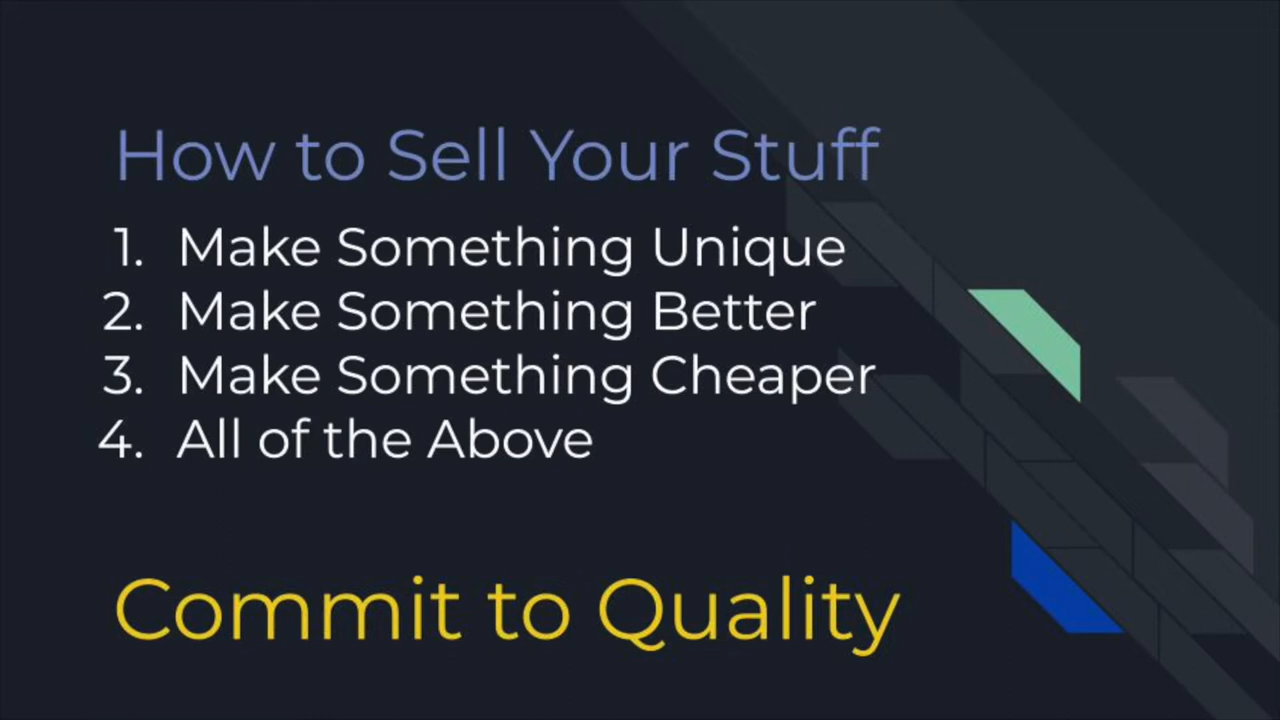 How to Sell Your Stuff
1. Make Something Unique
2. Make Something Better
3. Make Something Cheaper
4. All of the Above
Commit to Quality